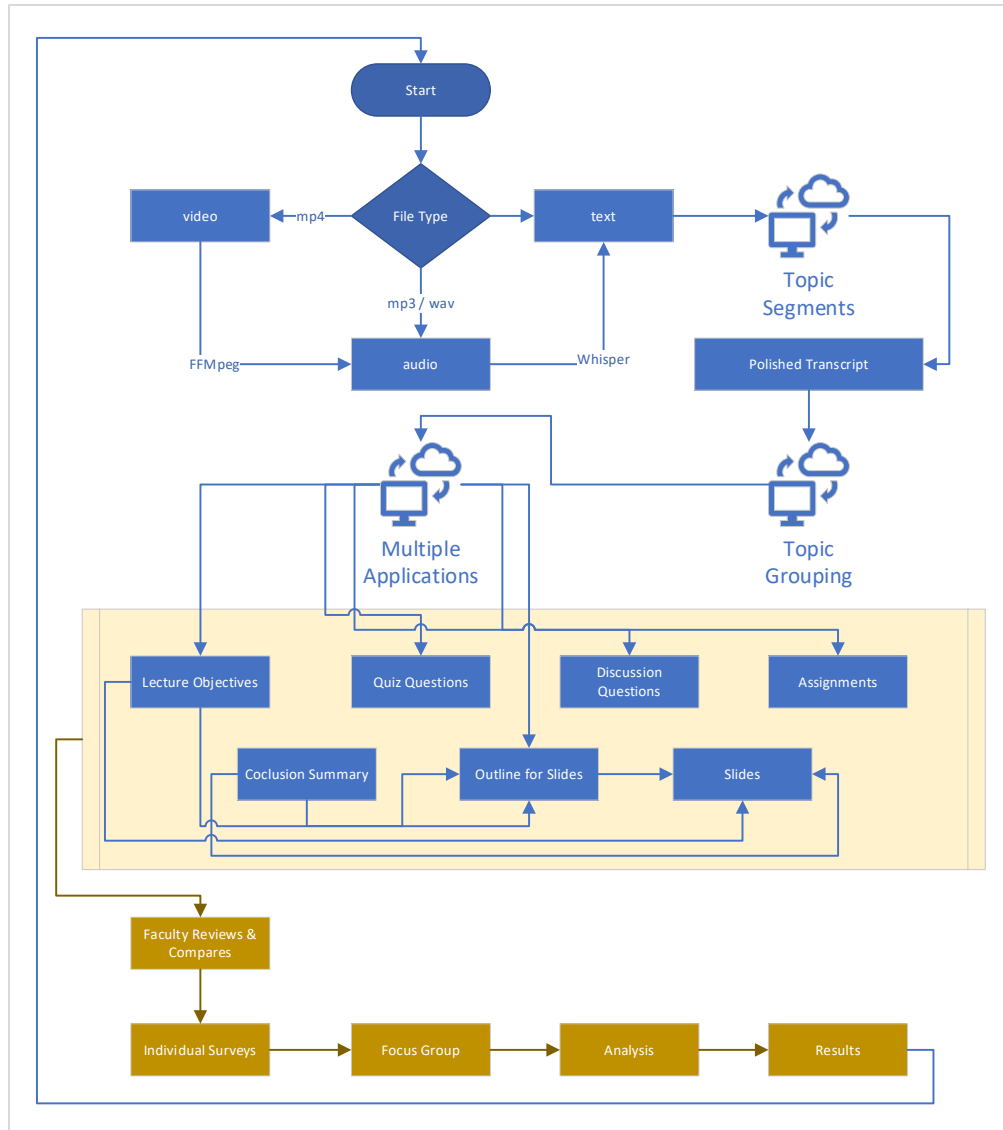 Start
File Type
mp4
video
text
mp3 / wav
Topic
Segments
FFMpeg
audio
Whisper
Polished Transcript
Multiple
Applications
Topic
Grouping
Lecture Objectives
Quiz Questions
Discussion
Questions
Assignments
Coclusion Summary
Outline for Slides
Slides
Faculty Reviews &
Compares
Individual Surveys
Focus Group
Analysis
Results